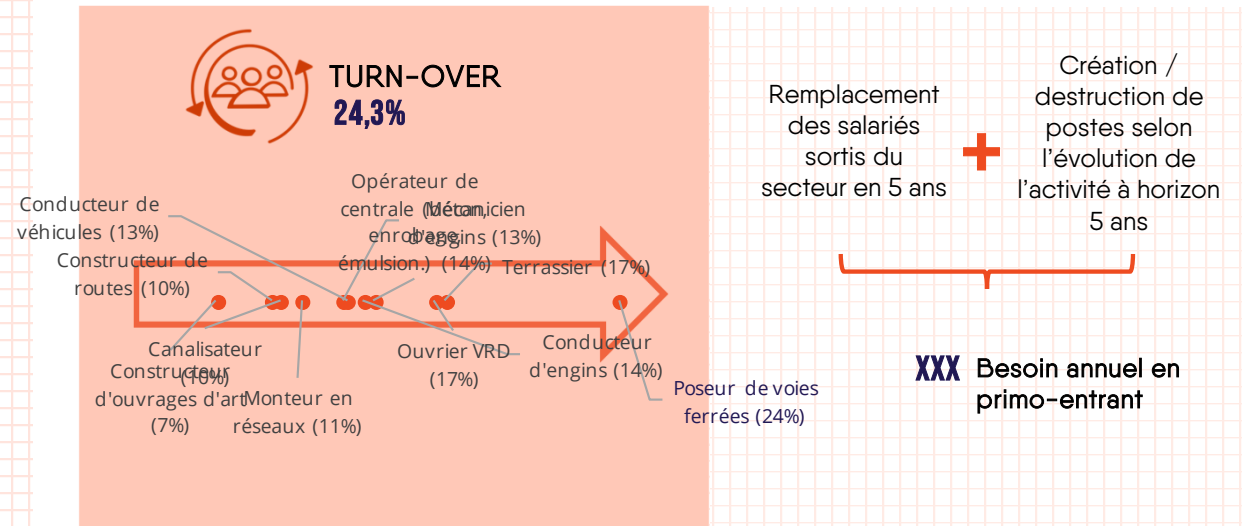 TURN-OVER
24,3%
Conducteur de
véhicules (13%)
Constructeur de
routes (10%)
Opérateur de
centrale (béton,
enrobage,
émulsion.) (14%)
Mécanicien
d'engins (13%)
Terrassier (17%)
Canalisateur
(10%)
Constructeur
d'ouvrages d'art
(7%)
Monteur en
réseaux (11%)
Ouvrier VRD
(17%)
Conducteur
d'engins (14%)
Poseur de voies
ferrées (24%)
Remplacement
des salariés
sortis du
secteur en 5 ans
+
Création /
destruction de
postes selon
l'évolution de
l'activité à horizon
5 ans
XXX Besoin annuel en
primo-entrant